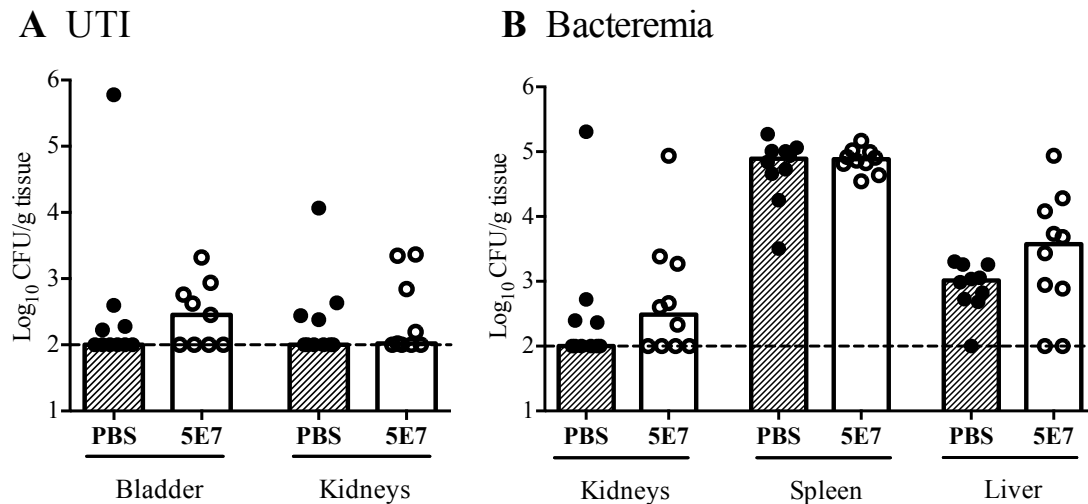 A UTI
Log10 CFU/g tissue
6
5
4
3
2
1
PBS 5E7 PBS 5E7
Bladder Kidneys
B Bacteremia
Log10 CFU/g tissue
6
5
4
3
2
1
PBS 5E7 PBS 5E7 PBS 5E7
Kidneys Spleen Liver